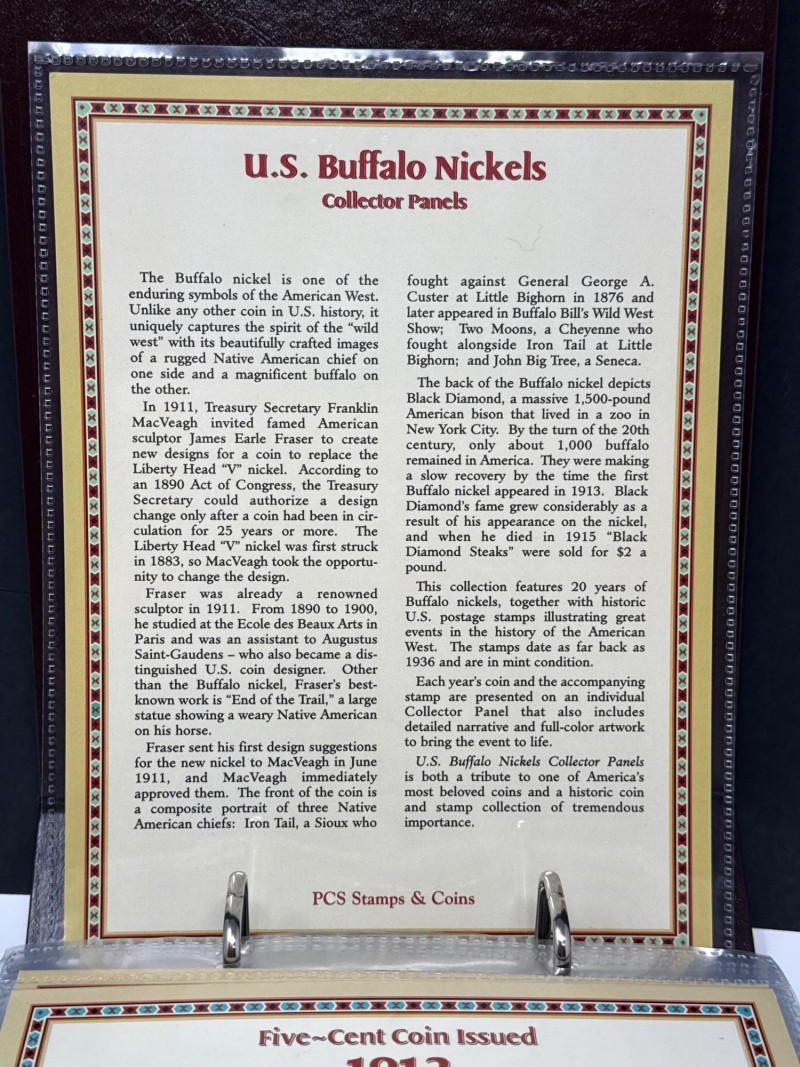 U.S. Buffalo Nickels
Collector Panels
The Buffalo nickel is one of the
enduring symbols of the American West.
Unlike any other coin in U.S. history, it
uniquely captures the spirit of the “wild
west” with its beautifully crafted images
of a rugged Native American chief on
one side and a magnificent buffalo on
the other.
In 1911, Treasury Secretary Franklin
MacVeagh invited famed American
sculptor James Earle Fraser to create
new designs for a coin to replace the
Liberty Head “V” nickel. According to
an 1890 Act of Congress, the Treasury
Secretary could authorize a design
change only after a coin had been in cir-
culation for 25 years or more. The
Liberty Head “V” nickel was first struck
in 1883, so MacVeagh took the opportu-
nity to change the design.
Fraser was already a renowned
sculptor in 1911. From 1890 to 1900,
he studied at the Ecole des Beaux Arts in
Paris and was an assistant to Augustus
Saint-Gaudens – who also became a dis-
tinguished U.S. coin designer. Other
than the Buffalo nickel, Fraser's best-
known work is “End of the Trail,” a large
statue showing a weary Native American
on his horse.
Fraser sent his first design suggestions
for the new nickel to MacVeagh in June
1911, and MacVeagh immediately
approved them. The front of the coin is
a composite portrait of three Native
American chiefs: Iron Tail, a Sioux who
fought against General George A.
Custer at Little Bighorn in 1876 and
later appeared in Buffalo Bill's Wild West
Show; Two Moons, a Cheyenne who
fought alongside Iron Tail at Little
Bighorn; and John Big Tree, a Seneca.
The back of the Buffalo nickel depicts
Black Diamond, a massive 1,500-pound
American bison that lived in a zoo in
New York City. By the turn of the 20th
century, only about 1,000 buffalo
remained in America. They were making
a slow recovery by the time the first
Buffalo nickel appeared in 1913. Black
Diamond's fame grew considerably as a
result of his appearance on the nickel,
and when he died in 1915 “Black
Diamond Steaks” were sold for $2 a
pound.
This collection features 20 years of
Buffalo nickels, together with historic
U.S. postage stamps illustrating great
events in the history of the American
West. The stamps date as far back as
1936 and are in mint condition.
Each year's coin and the accompanying
stamp are presented on an individual
Collector Panel that also includes
detailed narrative and full-color artwork
to bring the event to life.
U.S. Buffalo Nickels Collector Panels
is both a tribute to one of America's
most beloved coins and a historic coin
and stamp collection of tremendous
importance.
PCS Stamps & Coins
Five~Cent Coin Issued
1913